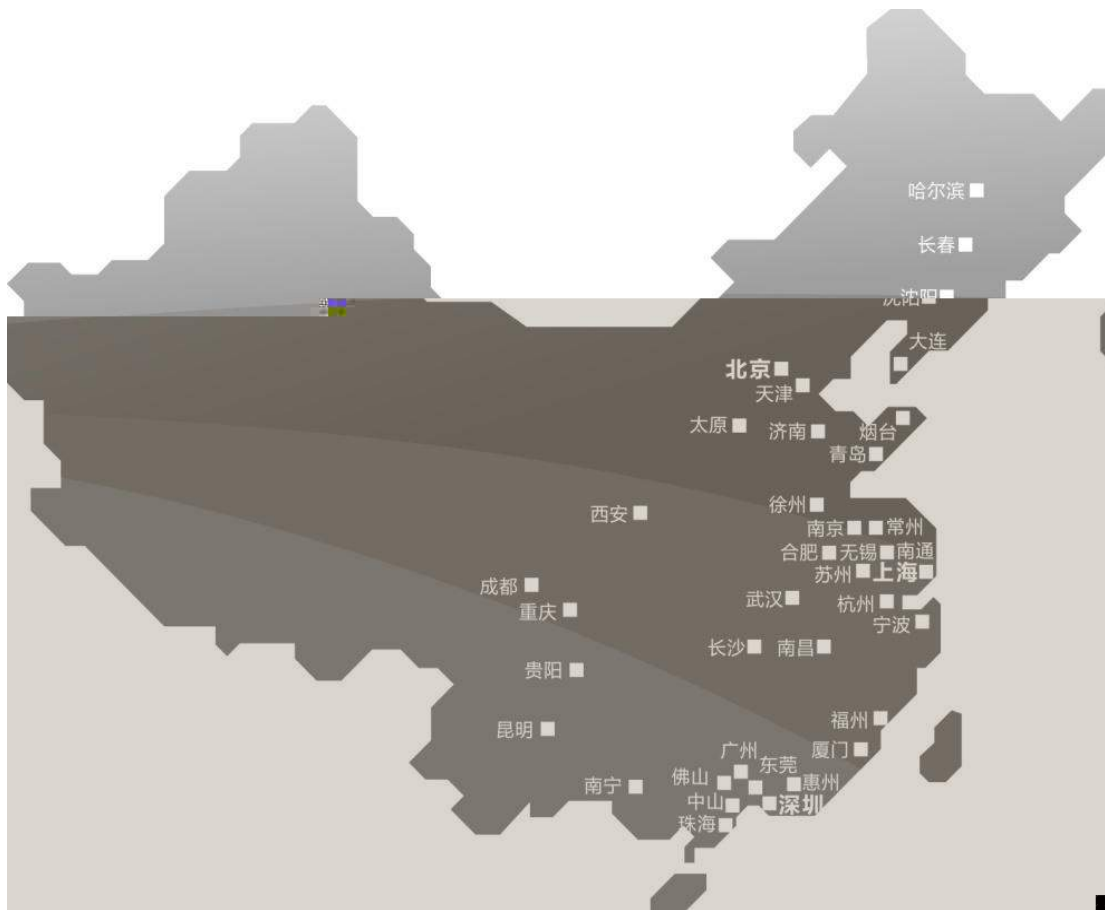 哈尔滨
长春
沈阳
大连
北京
天津
太原
济南
烟台
青岛
徐州
西安
南京
常州
合肥
无锡
南通
苏州
上海
成都
重庆
武汉
杭州
宁波
长沙
南昌
贵阳
昆明
福州
厦门
广州
东莞
佛山
惠州
南宁
中山
深圳
珠海